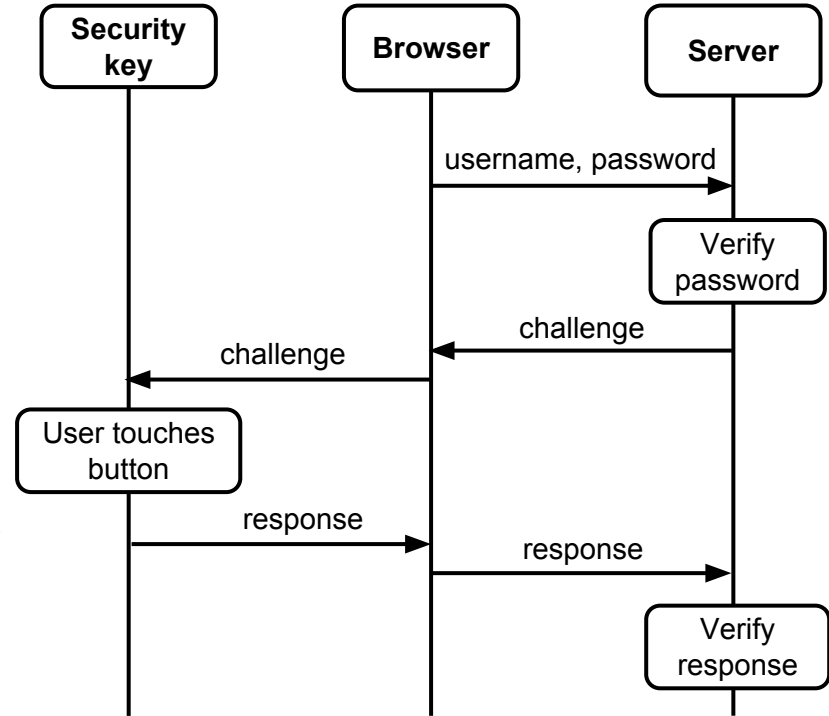 Security
key
Browser
Server
username, password
Verify
password
challenge
challenge
User touches
button
response
response
Verify
response